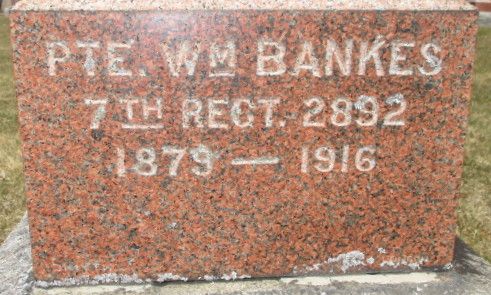 PTE. WM BANKES
7TH REGT. 2892
1879 — 1916